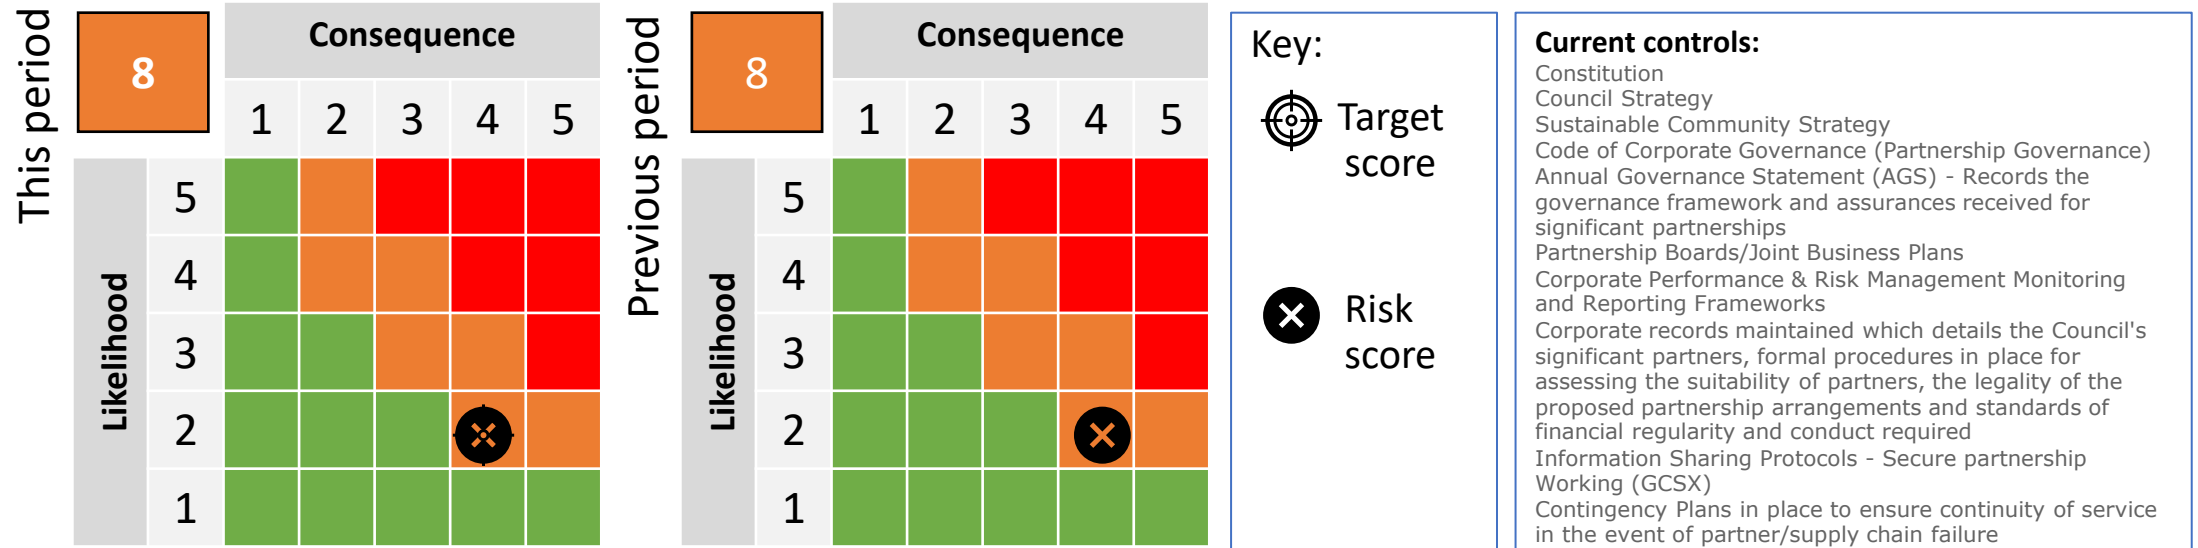 This period
8
Consequence
1 2 3 4 5
Likelihood
5
4
3
2
1
Previous period
8
Consequence
1 2 3 4 5
Likelihood
5
4
3
2
1
Key:
Target
score
Risk
score
Current controls:
Constitution
Council Strategy
Sustainable Community Strategy
Code of Corporate Governance (Partnership Governance)
Annual Governance Statement (AGS) - Records the
governance framework and assurances received for
significant partnerships
Partnership Boards/Joint Business Plans
Corporate Performance & Risk Management Monitoring
and Reporting Frameworks
Corporate records maintained which details the Council's
significant partners, formal procedures in place for
assessing the suitability of partners, the legality of the
proposed partnership arrangements and standards of
financial regularity and conduct required
Information Sharing Protocols - Secure partnership
Working (GCSX)
Contingency Plans in place to ensure continuity of service
in the event of partner/supply chain failure